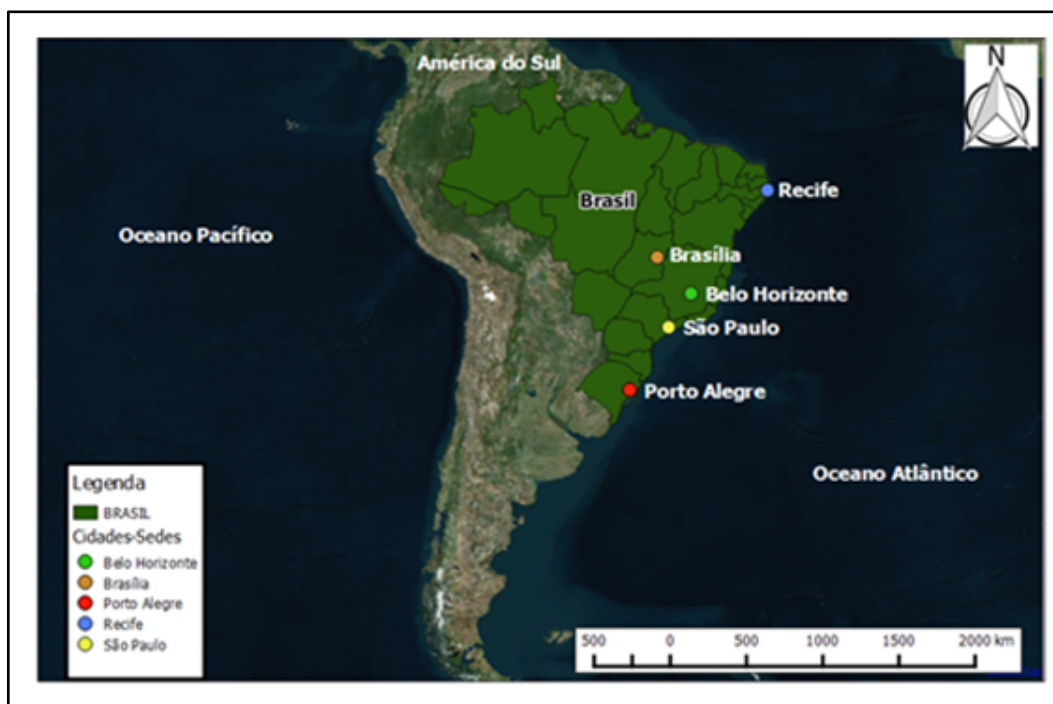 América do Sul
N
Recife
Brasil
Oceano Pacífico
Brasília
Belo Horizonte
São Paulo
Porto Alegre
Oceano Atlântico
Legenda
BRASIL
Cidades-Sedes
Belo Horizonte
Brasília
Porto Alegre
Recife
São Paulo
500 0 500 1000 1500 2000 km